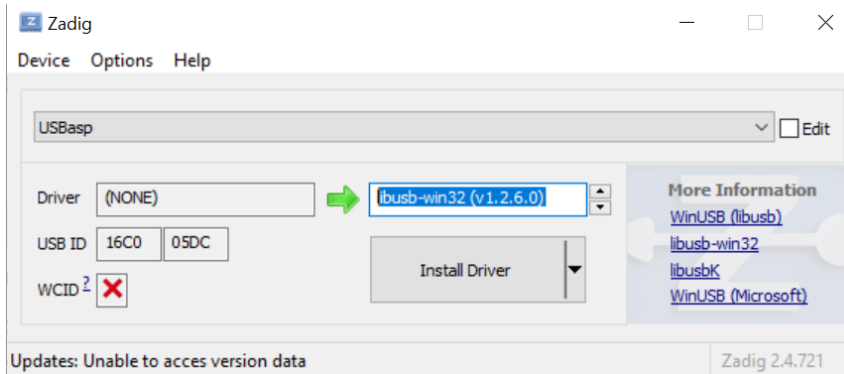 Zadig
Device Options Help
USBasp
Edit
Driver (NONE)
libusb-win32 (v1.2.6.0)
USB ID 16C0 05DC
WCID ?
Install Driver
More Information
WinUSB (libusb)
libusb-win32
libusbK
WinUSB (Microsoft)
Updates: Unable to acces version data
Zadig 2.4.721